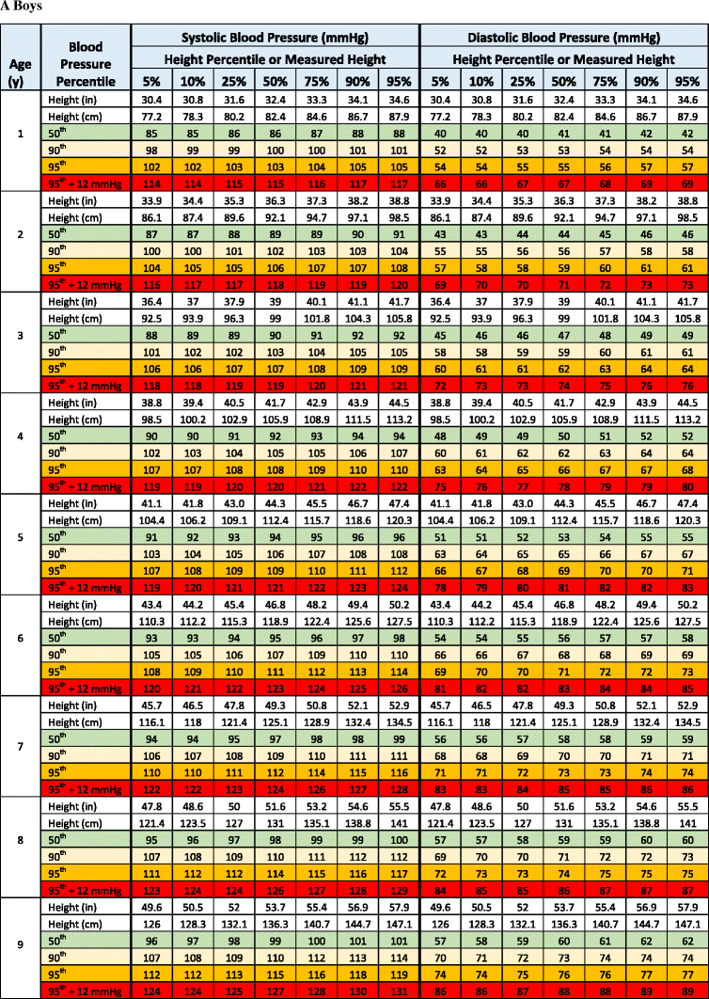 A Boys
Age (y) Blood Pressure Percentile Systolic Blood Pressure (mmHg) Diastolic Blood Pressure (mmHg)
Height Percentile or Measured Height Height Percentile or Measured Height
5% 10% 25% 50% 75% 90% 95% 5% 10% 25% 50% 75% 90% 95%
1
Height (in) 30.4 30.8 31.6 32.4 33.3 34.1 34.6 30.4 30.8 31.6 32.4 33.3 34.1 34.6
Height (cm) 77.2 78.3 80.2 82.4 84.6 86.7 87.9 77.2 78.3 80.2 82.4 84.6 86.7 87.9
50th 85 85 86 86 87 88 88 40 40 40 41 41 42 42
90th 98 99 99 100 100 101 101 52 52 53 53 54 54 54
95th 102 102 103 103 104 105 105 54 54 55 55 56 57 57
95th + 12 mmHg 114 114 115 115 116 117 117 66 66 67 67 68 69 69
2
Height (in) 33.9 34.4 35.3 36.3 37.3 38.2 38.8 33.9 34.4 35.3 36.3 37.3 38.2 38.8
Height (cm) 86.1 87.4 89.6 92.1 94.7 97.1 98.5 86.1 87.4 89.6 92.1 94.7 97.1 98.5
50th 87 87 88 89 89 90 91 43 43 44 44 45 46 46
90th 100 100 101 102 103 103 104 55 55 56 56 57 58 58
95th 104 105 105 106 107 107 108 57 58 58 59 60 61 61
95th + 12 mmHg 116 117 117 118 119 119 120 69 70 70 71 72 73 73
3
Height (in) 36.4 37 37.9 39 40.1 41.1 41.7 36.4 37 37.9 39 40.1 41.1 41.7
Height (cm) 92.5 93.9 96.3 99 101.8 104.3 105.8 92.5 93.9 96.3 99 101.8 104.3 105.8
50th 88 89 89 90 91 92 92 45 46 46 47 48 49 49
90th 101 102 102 103 104 105 105 58 58 59 59 60 61 61
95th 106 106 107 107 108 109 109 60 61 61 62 63 64 64
95th + 12 mmHg 118 118 119 119 120 121 121 72 73 73 74 75 76 76
4
Height (in) 38.8 39.4 40.5 41.7 42.9 43.9 44.5 38.8 39.4 40.5 41.7 42.9 43.9 44.5
Height (cm) 98.5 100.2 102.9 105.9 108.9 111.5 113.2 98.5 100.2 102.9 105.9 108.9 111.5 113.2
50th 90 90 91 92 93 94 94 48 49 49 50 51 52 52
90th 102 103 104 105 105 106 107 60 61 62 62 63 64 64
95th 107 107 108 108 109 110 110 63 64 65 66 67 67 68
95th + 12 mmHg 119 119 120 120 121 122 122 75 76 77 78 79 79 80
5
Height (in) 41.1 41.8 43.0 44.3 45.5 46.7 47.4 41.1 41.8 43.0 44.3 45.5 46.7 47.4
Height (cm) 104.4 106.2 109.1 112.4 115.7 118.6 120.3 104.4 106.2 109.1 112.4 115.7 118.6 120.3
50th 91 92 93 94 95 96 96 51 51 52 53 54 55 55
90th 103 104 105 106 107 108 108 63 64 65 65 66 67 67
95th 107 108 109 109 110 111 112 66 67 68 69 70 70 71
95th + 12 mmHg 119 120 121 121 122 123 124 78 79 80 81 82 82 83
6
Height (in) 43.4 44.2 45.4 46.8 48.2 49.4 50.2 43.4 44.2 45.4 46.8 48.2 49.4 50.2
Height (cm) 110.3 112.2 115.3 118.9 122.4 125.6 127.5 110.3 112.2 115.3 118.9 122.4 125.6 127.5
50th 93 93 94 95 96 97 98 54 54 55 56 57 57 58
90th 105 105 106 107 109 110 110 66 66 67 68 68 69 69
95th 108 109 110 111 112 113 114 69 70 70 71 72 72 73
95th + 12 mmHg 120 121 122 123 124 125 126 81 82 82 83 84 84 85
7
Height (in) 45.7 46.5 47.8 49.3 50.8 52.1 52.9 45.7 46.5 47.8 49.3 50.8 52.1 52.9
Height (cm) 116.1 118 121.4 125.1 128.9 132.4 134.5 116.1 118 121.4 125.1 128.9 132.4 134.5
50th 94 94 95 97 98 98 99 56 56 57 58 58 59 59
90th 106 107 108 109 110 111 111 68 68 69 70 70 71 71
95th 110 110 111 112 114 115 116 71 71 72 73 73 74 74
95th + 12 mmHg 122 122 123 124 126 127 128 83 83 84 85 85 86 86
8
Height (in) 47.8 48.6 50 51.6 53.2 54.6 55.5 47.8 48.6 50 51.6 53.2 54.6 55.5
Height (cm) 121.4 123.5 127 131 135.1 138.8 141 121.4 123.5 127 131 135.1 138.8 141
50th 95 96 97 98 99 99 100 57 57 58 59 59 60 60
90th 107 108 109 110 111 112 112 69 70 70 71 72 72 73
95th 111 112 112 114 115 116 117 72 73 73 74 75 75 75
95th + 12 mmHg 123 124 124 126 127 128 129 84 85 85 86 87 87 87
9
Height (in) 49.6 50.5 52 53.7 55.4 56.9 57.9 49.6 50.5 52 53.7 55.4 56.9 57.9
Height (cm) 126 128.3 132.1 136.3 140.7 144.7 147.1 126 128.3 132.1 136.3 140.7 144.7 147.1
50th 96 97 98 99 100 101 101 57 58 59 60 61 62 62
90th 107 108 109 110 112 113 114 70 71 72 73 74 74 74
95th 112 112 113 115 116 118 119 74 74 75 76 76 77 77
95th + 12 mmHg 124 124 125 127 128 130 131 86 86 87 88 88 89 89